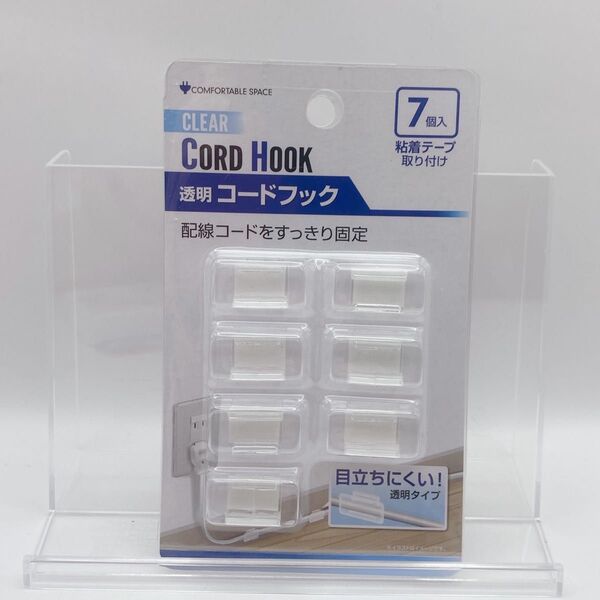 COMFORTABLE SPACE
CLEAR
CORD HOOK
透明 コードフック
配線コードをすっきり固定
7個入
粘着テープ
取り付け
目立ちにくい!
透明タイプ